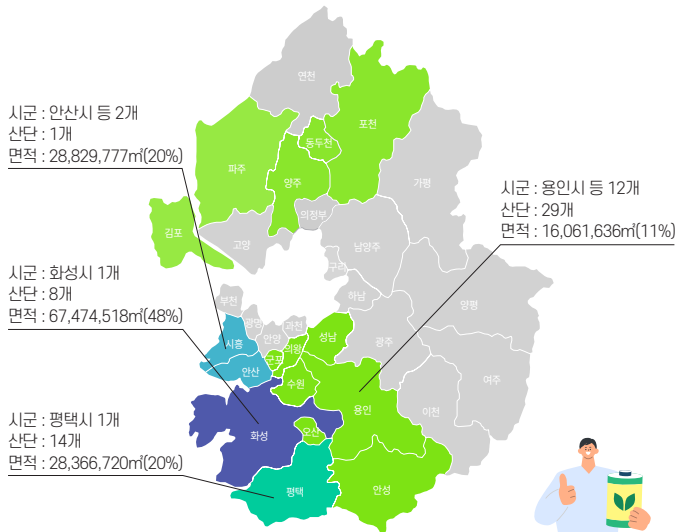 연천
시군 : 안산시 등 2개
산단 : 1개
면적 : 28,829,777㎡(20%)
포천
동두천
파주
양주
가평
시군 : 용인시 등 12개
산단 : 29개
면적 : 16,061,636㎡(11%)
의정부
김포
고양
남양주
구리
시군 : 화성시 1개
산단 : 8개
면적 : 67,474,518㎡(48%)
하남
부천
양평
광명
과천
안양
성남
시흥
의왕
광주
군포
안산
수원
여주
용인
이천
시군 : 평택시 1개
산단 : 14개
면적 : 28,366,720㎡(20%)
화성
오산
평택
안성